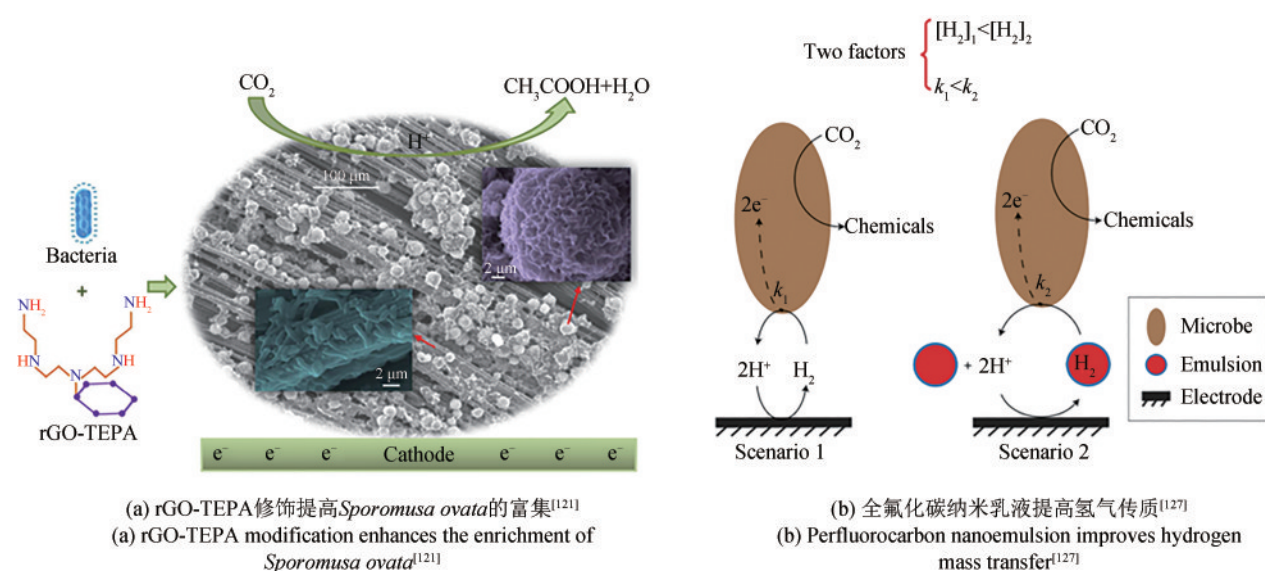 CO₂
CH₃COOH+H₂O
H⁺
100 μm
2 μm
2 μm
Bacteria
+
NH₂
NH₂
HN
NH
N
rGO-TEPA
e⁻ e⁻ e⁻ Cathode e⁻ e⁻ e⁻
(a) rGO-TEPA修饰提高Sporomusa ovata的富集[121]
(a) rGO-TEPA modification enhances the enrichment of
Sporomusa ovata[121]
Two factors
[H₂]₁<[H₂]₂
k₁<k₂
CO₂
2e⁻
Chemicals
k₁
2H⁺ H₂
Scenario 1
CO₂
2e⁻
Chemicals
k₂
+ 2H⁺ H₂
Scenario 2
Microbe
Emulsion
Electrode
(b) 全氟化碳纳米乳液提高氢气传质[127]
(b) Perfluorocarbon nanoemulsion improves hydrogen
mass transfer[127]